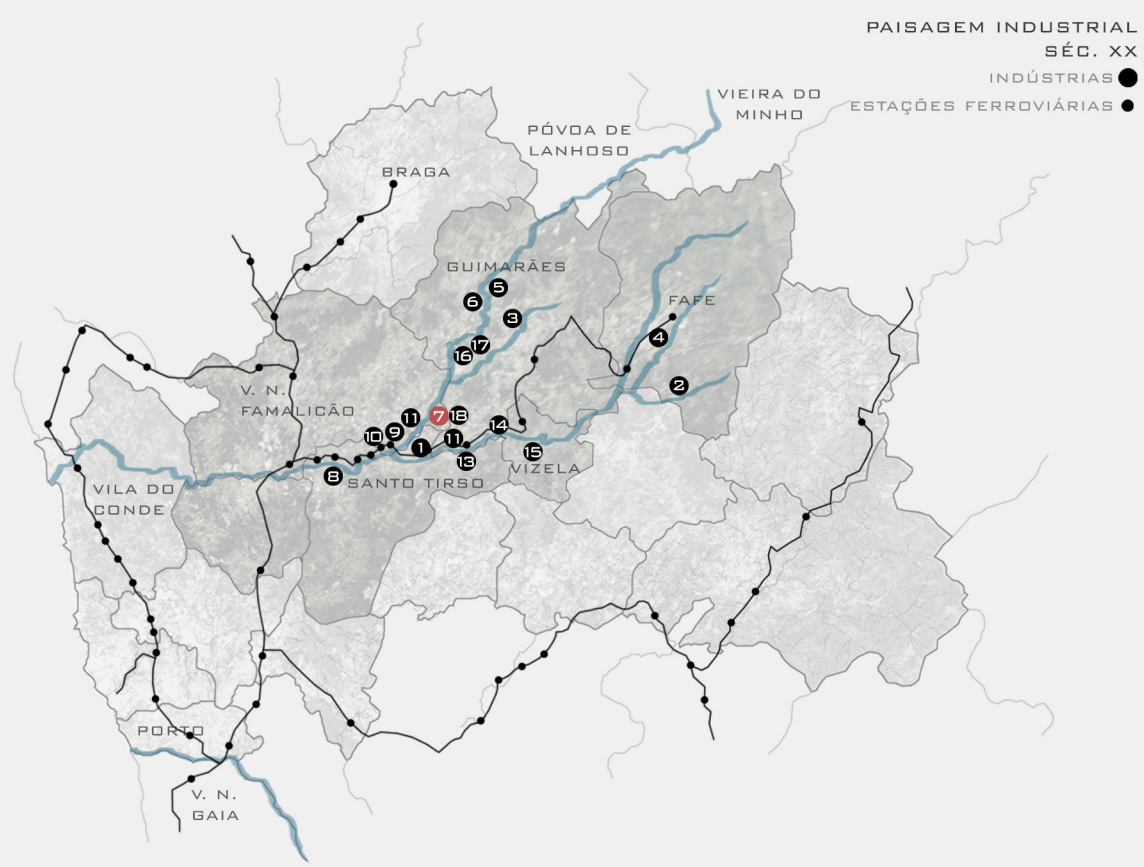 PAISAGEM INDUSTRIAL
SÉC. XX
INDÚSTRIAS
ESTAÇÕES FERROVIÁRIAS
VIEIRA DO
MINHO
PÓVOA DE
LANHOSO
BRAGA
GUIMARÃES
5
6
FAFE
3
4
17
16
2
V. N.
FAMALICÃO
7
18
11
14
9
10
11
1
15
13
VIZELA
8
SANTO TIRSO
VILA DO
CONDE
PORTO
V. N.
GAIA